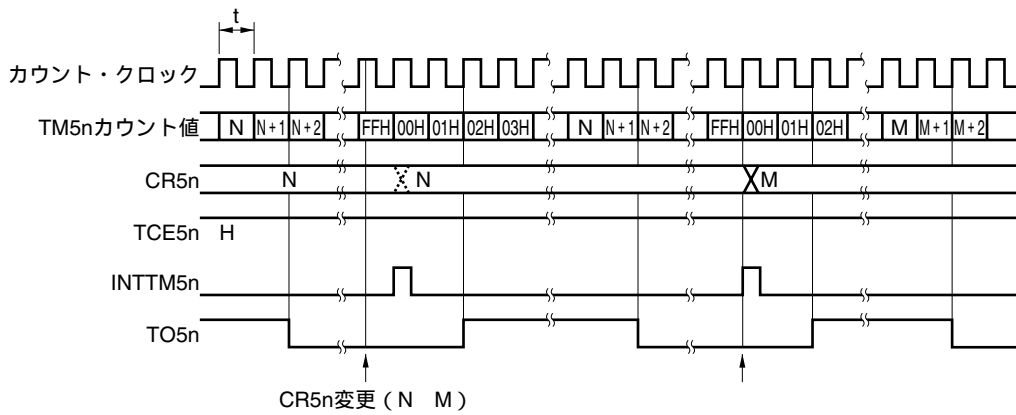 t
カウント・クロック
TM5nカウント値 N N+1 N+2 FFH 00H 01H 02H 03H N N+1 N+2 FFH 00H 01H 02H M M+1 M+2
CR5n N N M
TCE5n H
INTTM5n
TO5n
CR5n変更(N M)